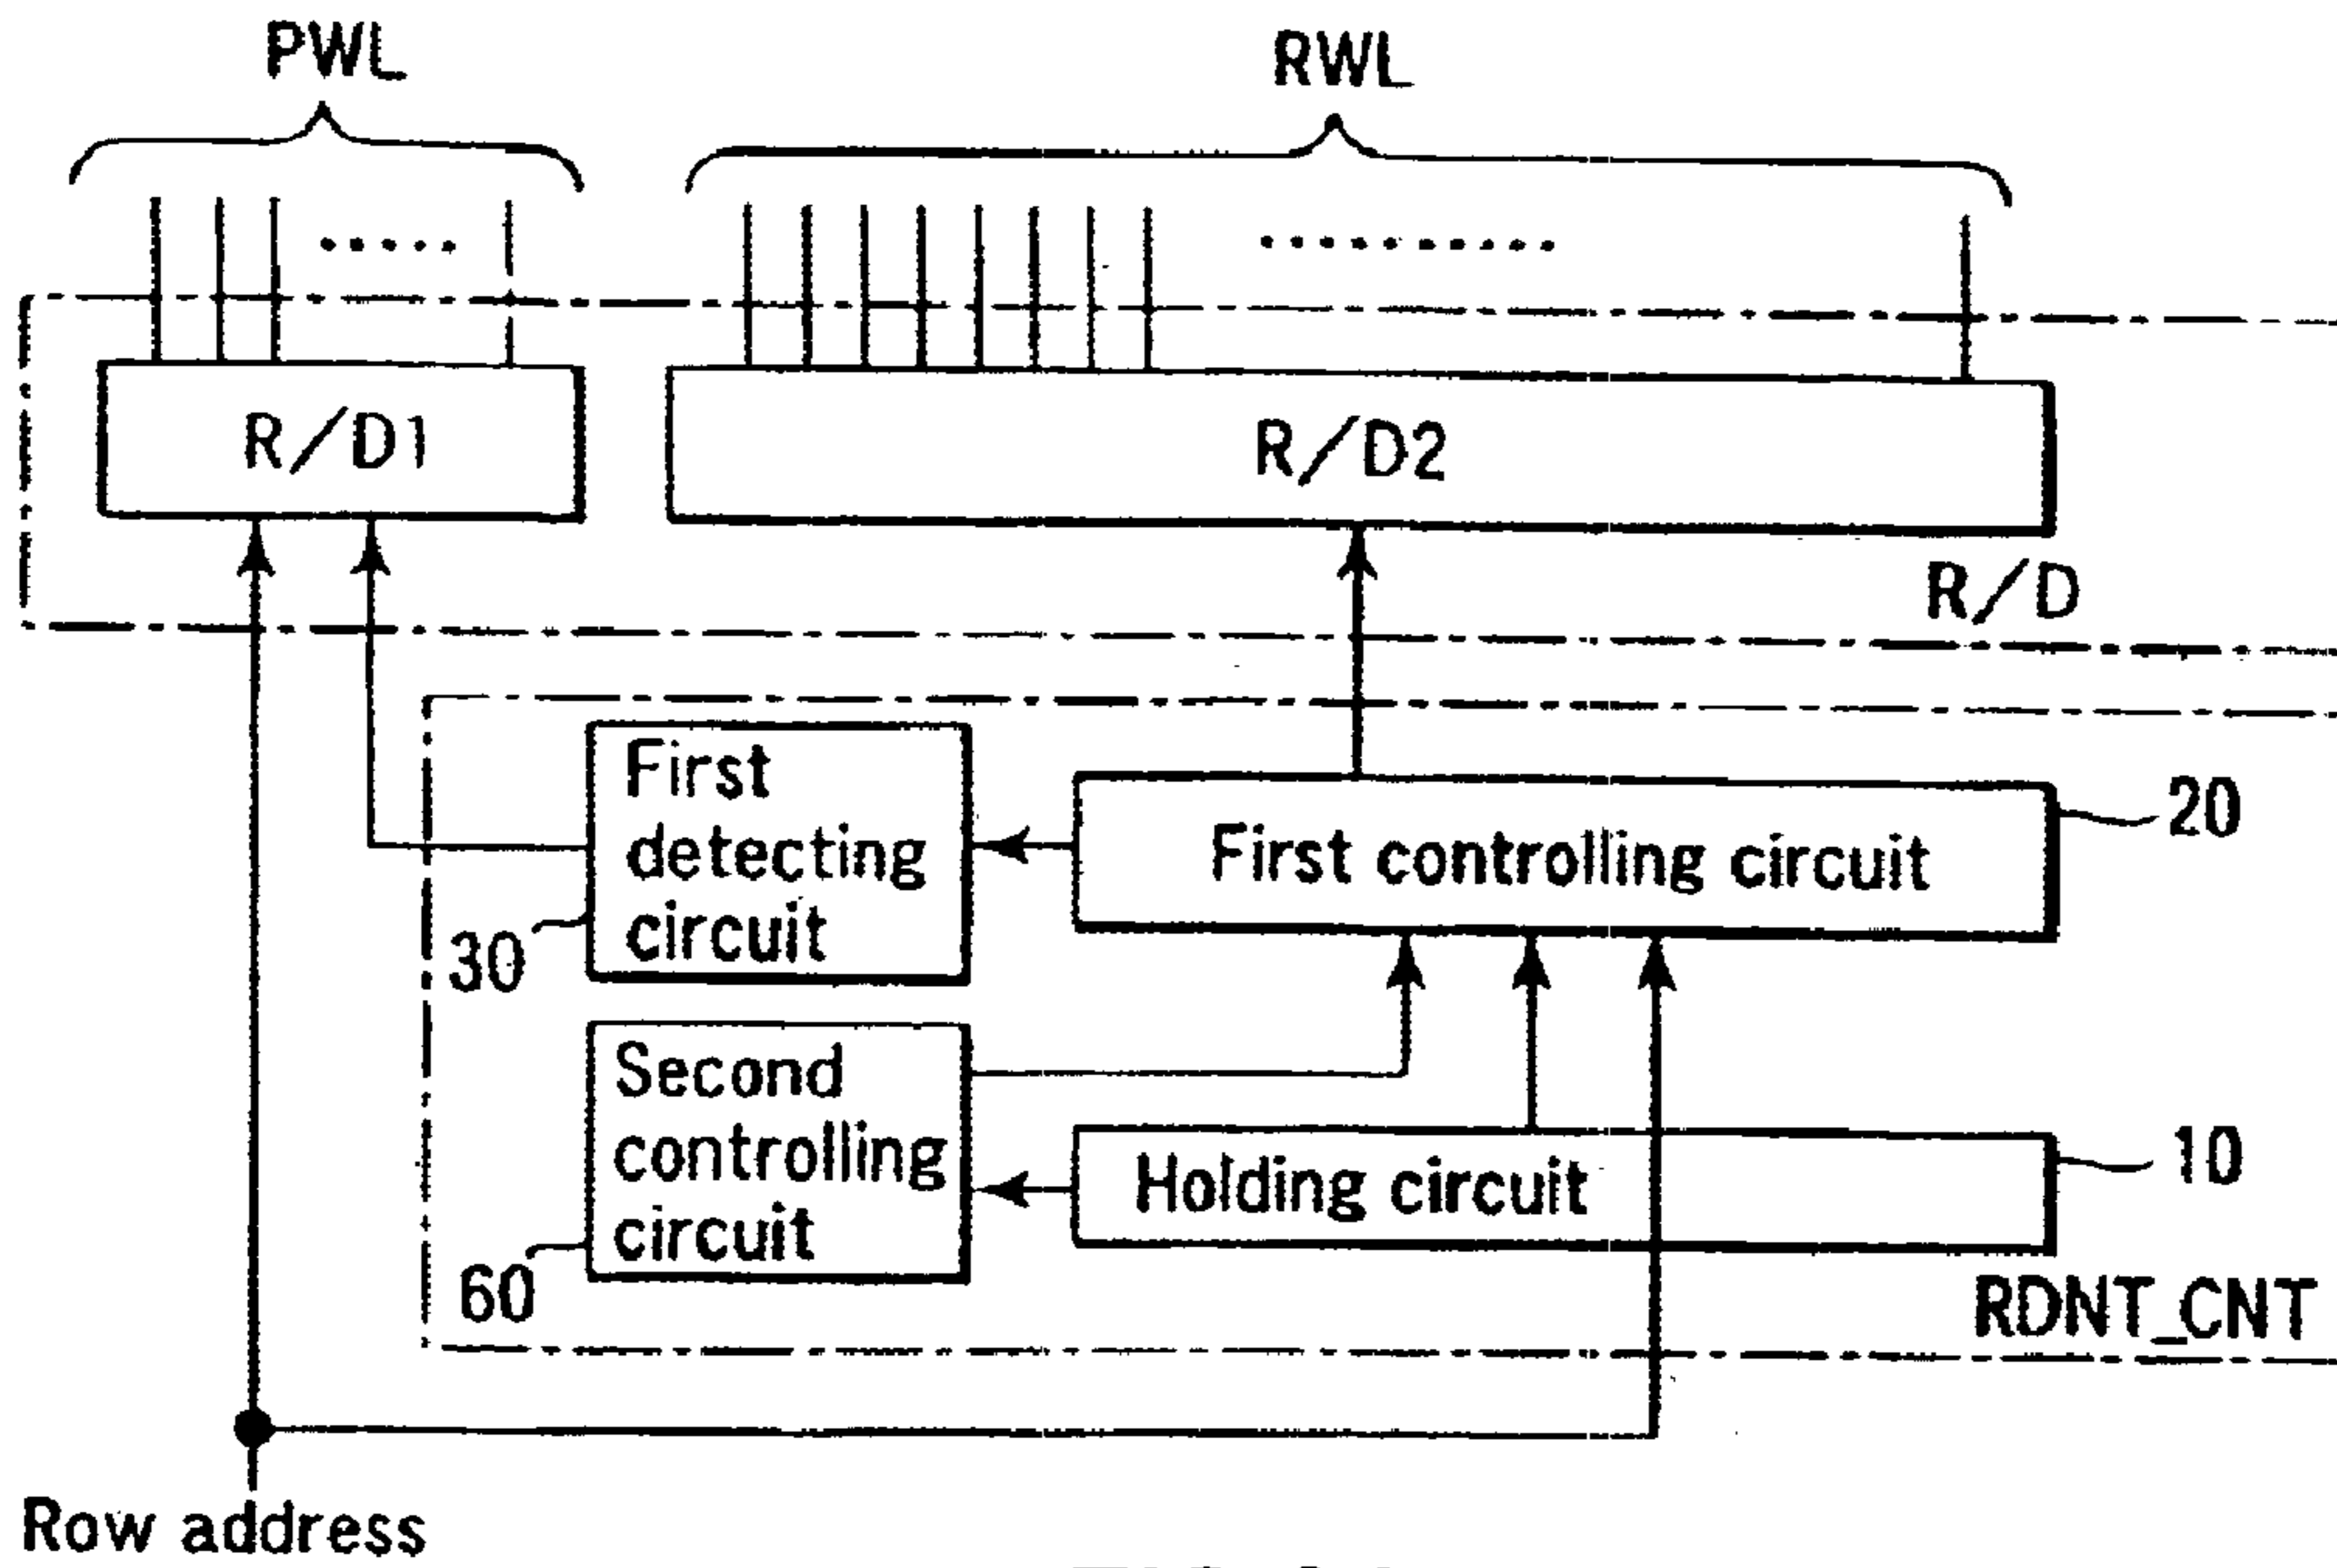 PWL
RWL
R/D1
R/D2
R/D
First
detecting
circuit
30
First controlling circuit
20
Second
controlling
circuit
60
Holding circuit
10
RDNT_CNT
Row address